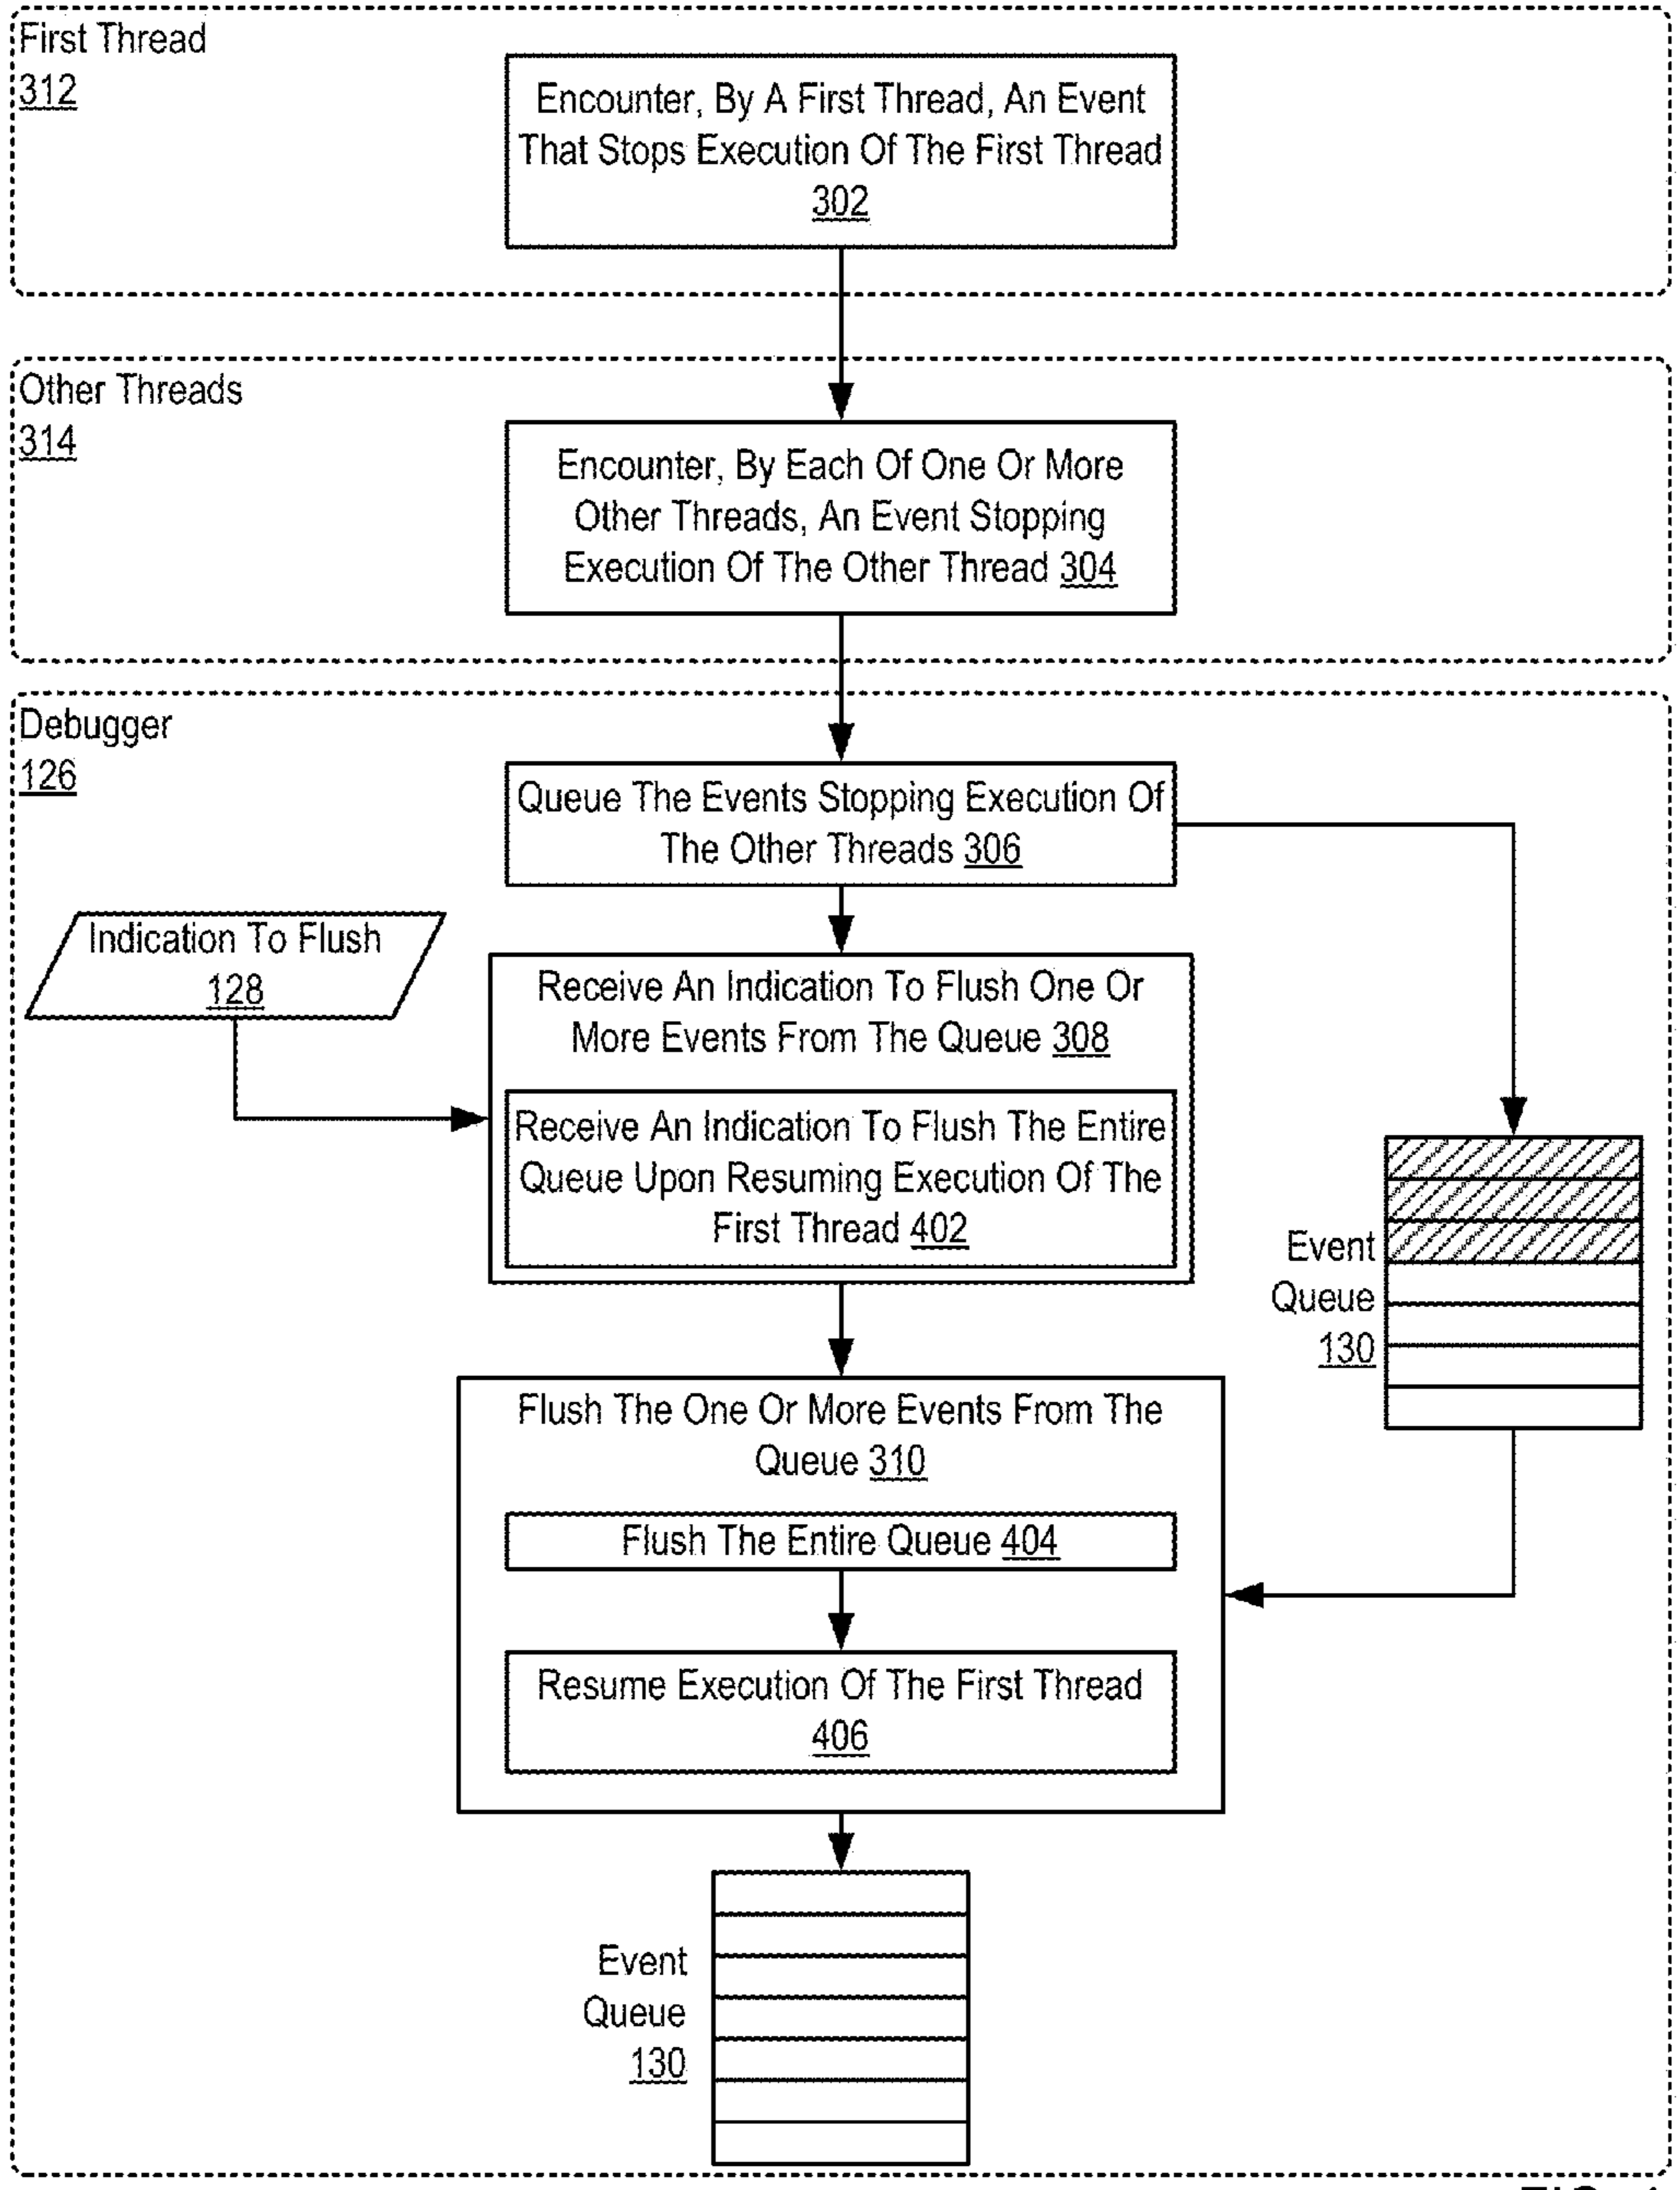 First Thread
312
Encounter, By A First Thread, An Event
That Stops Execution Of The First Thread
302
Other Threads
314
Encounter, By Each Of One Or More
Other Threads, An Event Stopping
Execution Of The Other Thread 304
Debugger
126
Queue The Events Stopping Execution Of
The Other Threads 306
Indication To Flush
128
Receive An Indication To Flush One Or
More Events From The Queue 308
Receive An Indication To Flush The Entire
Queue Upon Resuming Execution Of The
First Thread 402
Event
Queue
130
Flush The One Or More Events From The
Queue 310
Flush The Entire Queue 404
Resume Execution Of The First Thread
406
Event
Queue
130